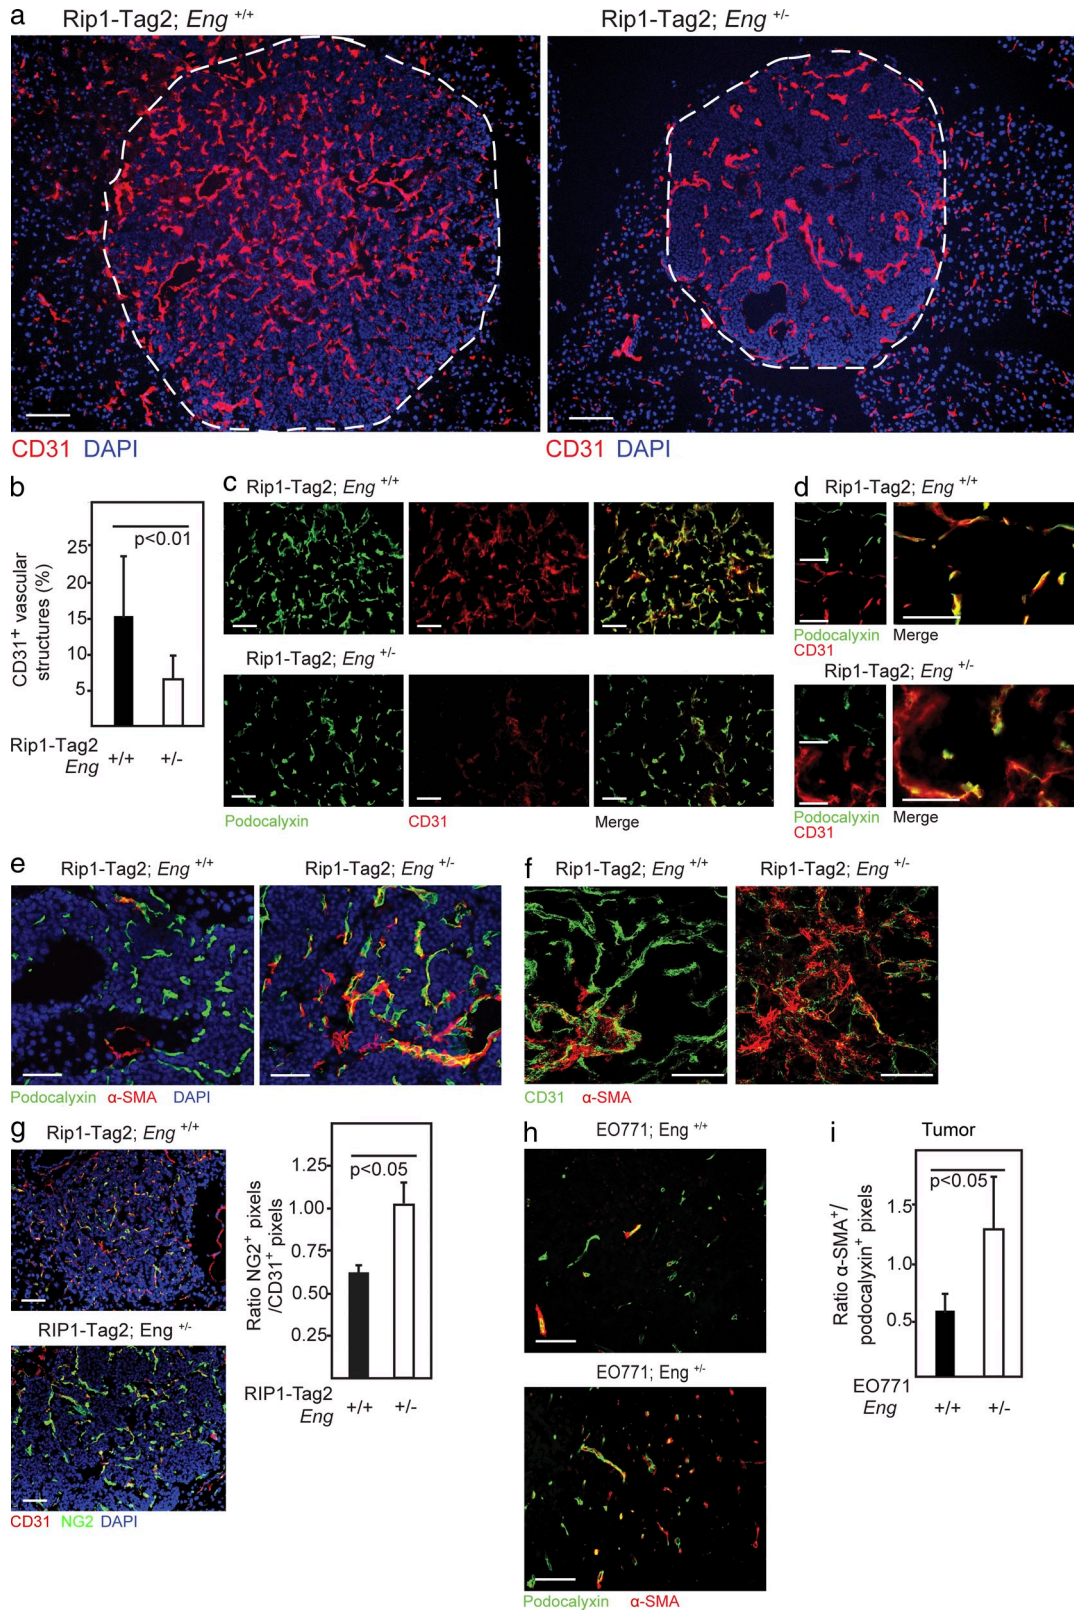 a
Rip1-Tag2; Eng +/+
Rip1-Tag2; Eng +/-
CD31 DAPI
CD31 DAPI
b
CD31+ vascular
structures (%)
25
20
15
10
5
p<0.01
Rip1-Tag2
Eng
+/+
+/-
c
Rip1-Tag2; Eng +/+
Rip1-Tag2; Eng +/-
Podocalyxin
CD31
Merge
d
Rip1-Tag2; Eng +/+
Podocalyxin
CD31
Merge
Rip1-Tag2; Eng +/-
Podocalyxin
CD31
Merge
e
Rip1-Tag2; Eng +/+
Rip1-Tag2; Eng +/-
Podocalyxin α-SMA DAPI
f
Rip1-Tag2; Eng +/+
Rip1-Tag2; Eng +/-
CD31 α-SMA
g
Rip1-Tag2; Eng +/+
RIP1-Tag2; Eng +/-
CD31 NG2 DAPI
Ratio NG2+ pixels
/CD31+ pixels
1.25
1.00
0.75
0.50
0.25
p<0.05
RIP1-Tag2
Eng
+/+
+/-
h
EO771; Eng +/+
EO771; Eng +/-
Podocalyxin α-SMA
i
Tumor
Ratio α-SMA+/
podocalyxin+ pixels
1.5
1.0
0.5
p<0.05
EO771
Eng
+/+
+/-